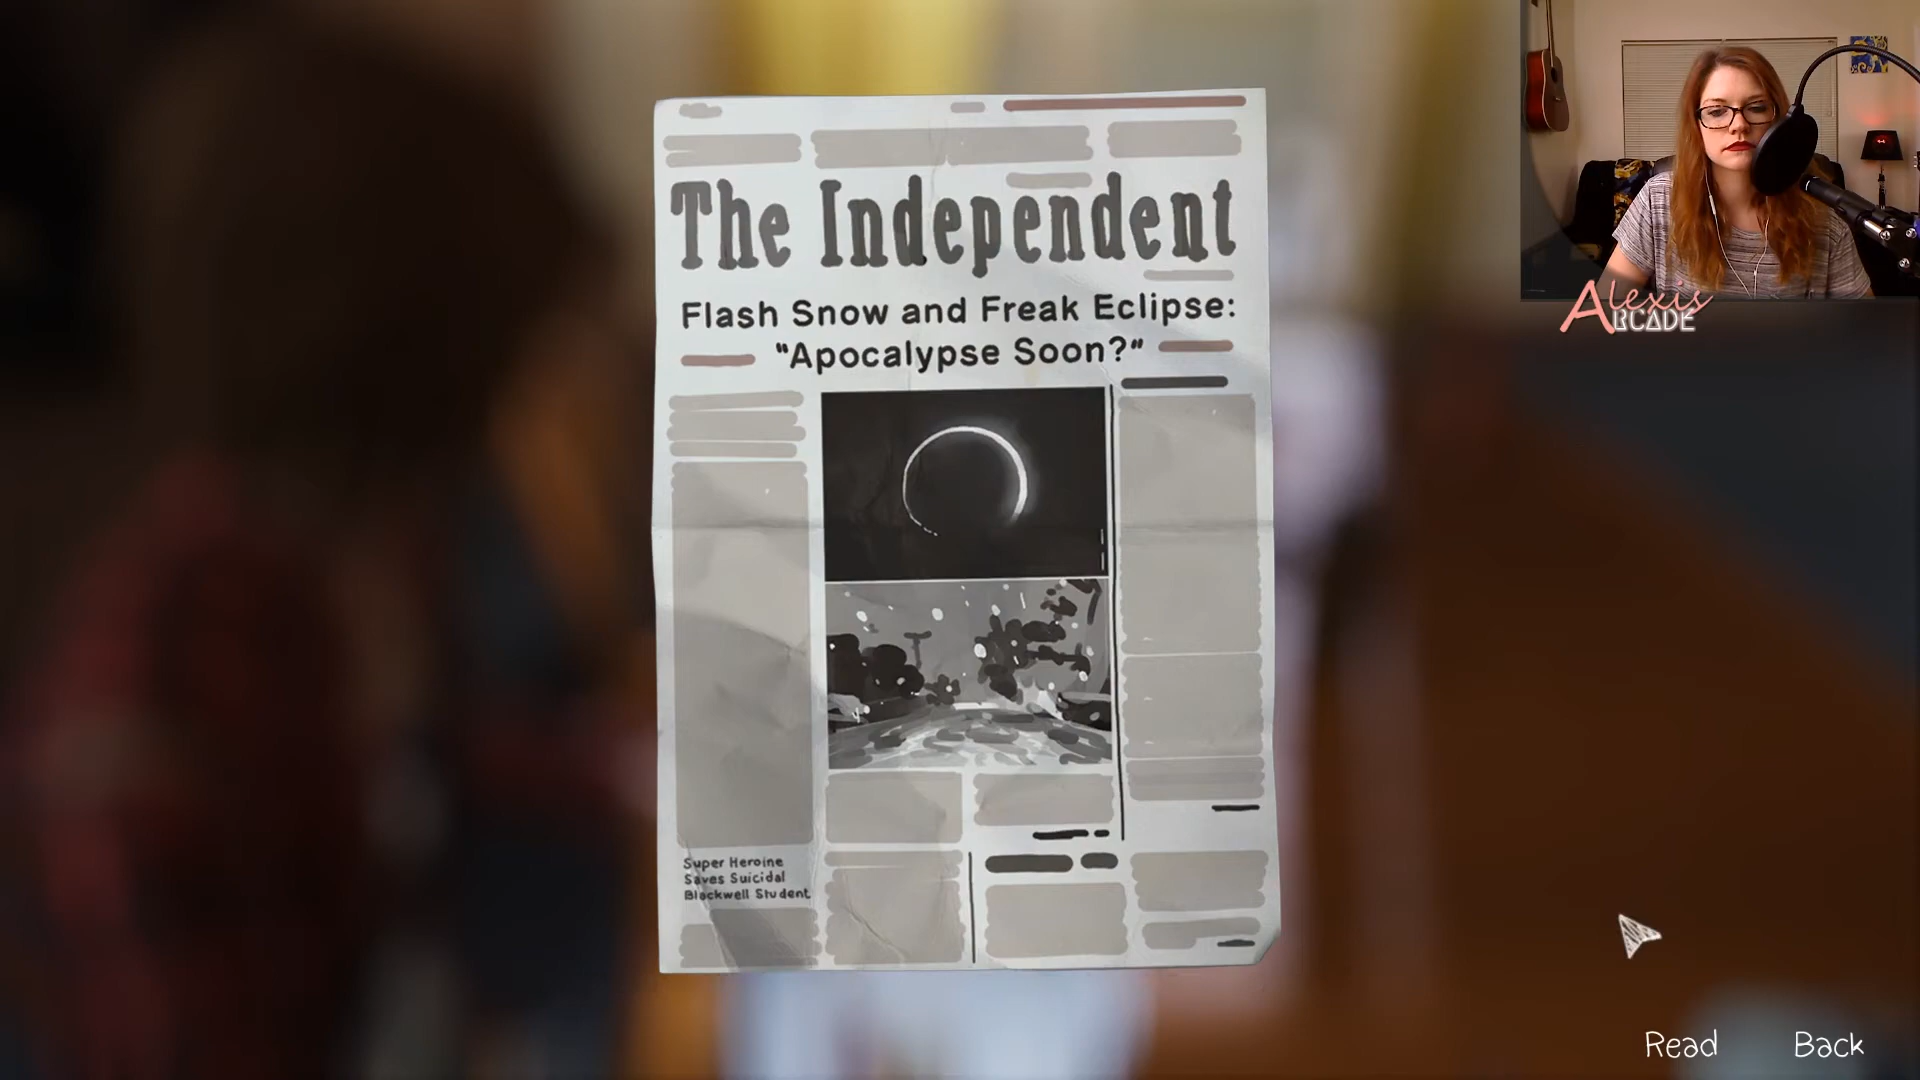 The Independent
Flash Snow and Freak Eclipse:
"Apocalypse Soon?"
Super Heroine
Saves Suicidal
Blackwell Student
Alexis
ARCADE
Read
Back